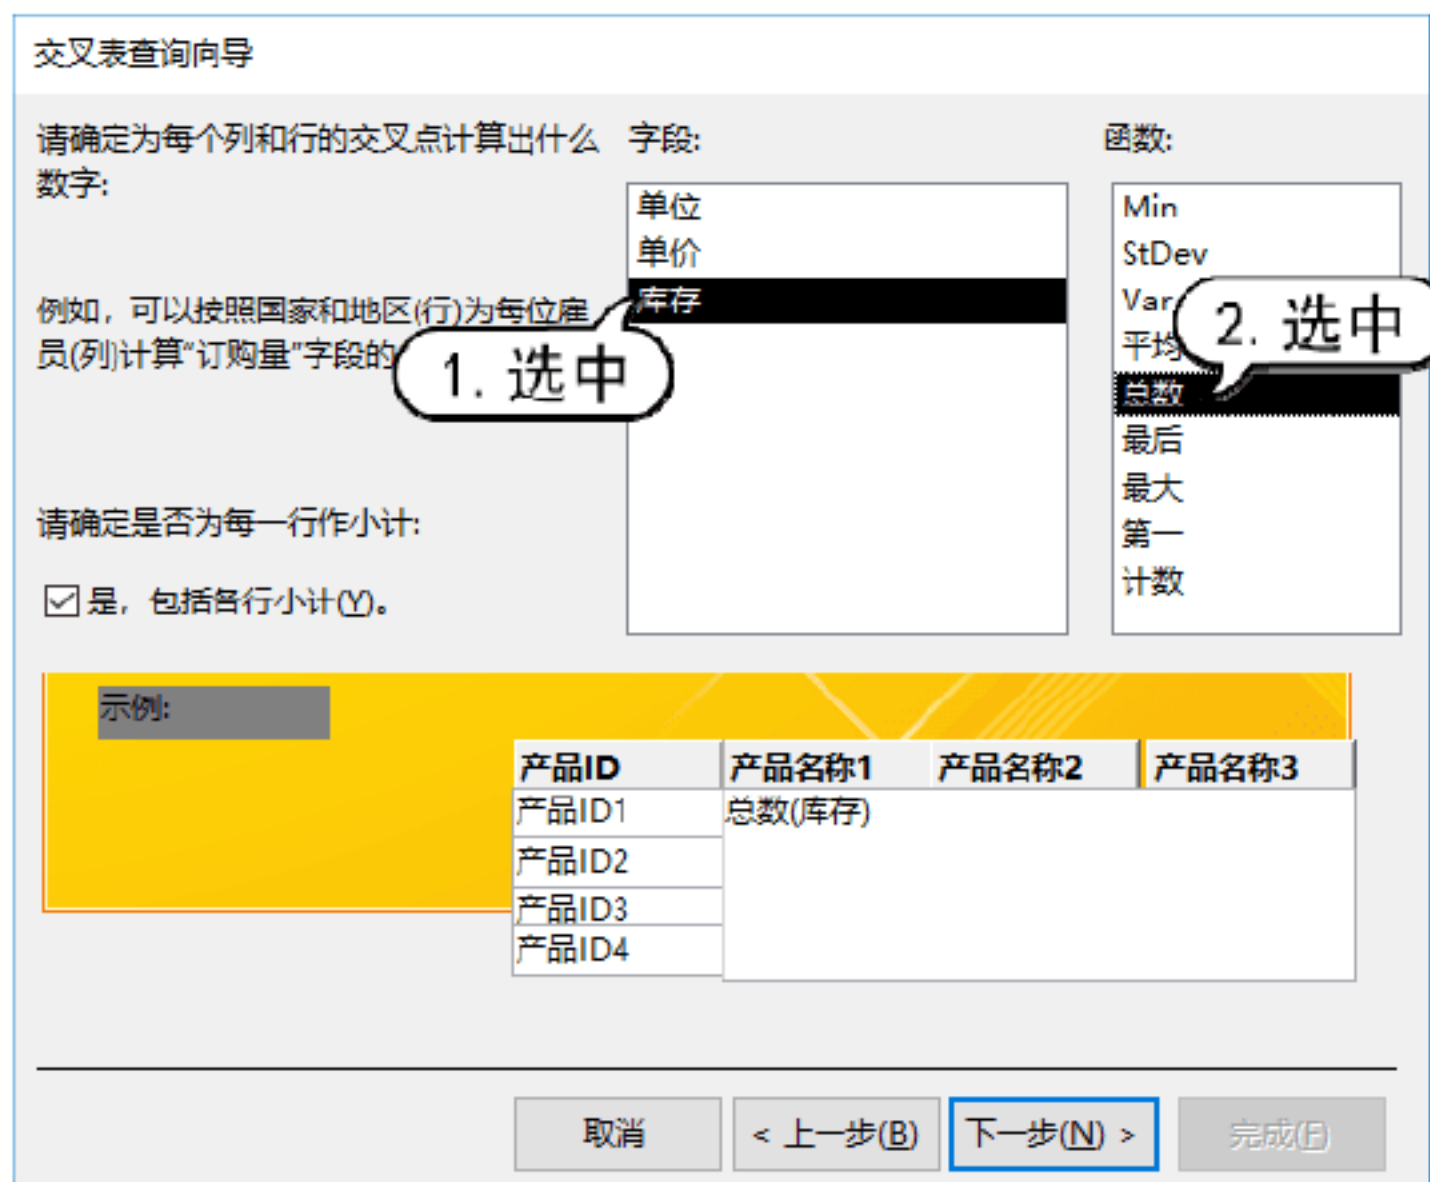 交叉表查询向导
请确定为每个列和行的交叉点计算出什么
数字:
字段:
函数:
单位
单价
库存
Min
StDev
Var
平均
总数
最后
最大
第一
计数
例如，可以按照国家和地区(行)为每位雇
员(列)计算“订购量”字段的
1. 选中
2. 选中
请确定是否为每一行作小计:
是，包括各行小计(Y)。
示例:
产品ID 产品名称1 产品名称2 产品名称3
产品ID1 总数(库存)
产品ID2
产品ID3
产品ID4
取消 < 上一步(B) 下一步(N) > 完成(F)